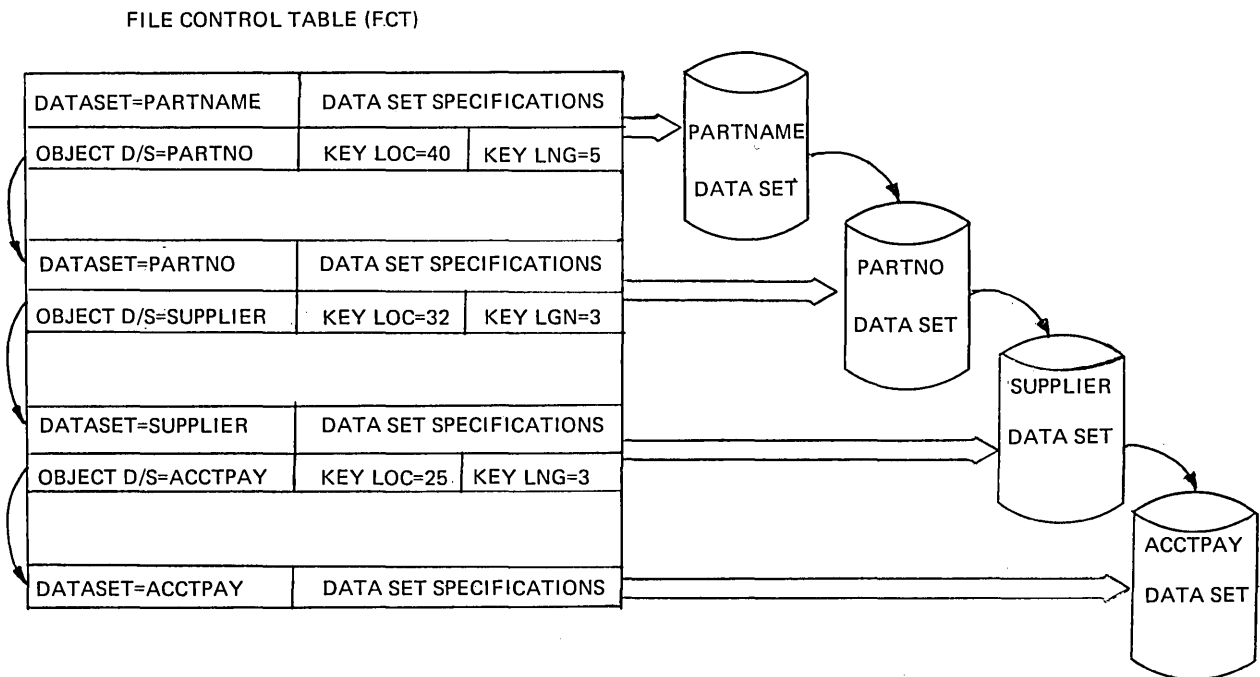 FILE CONTROL TABLE (FCT)
DATASET=PARTNAME DATA SET SPECIFICATIONS
OBJECT D/S=PARTNO KEY LOC=40 KEY LNG=5
DATASET=PARTNO DATA SET SPECIFICATIONS
OBJECT D/S=SUPPLIER KEY LOC=32 KEY LGN=3
DATASET=SUPPLIER DATA SET SPECIFICATIONS
OBJECT D/S=ACCTPAY KEY LOC=25 KEY LNG=3
DATASET=ACCTPAY DATA SET SPECIFICATIONS
PARTNAME
DATA SET
PARTNO
DATA SET
SUPPLIER
DATA SET
ACCTPAY
DATA SET